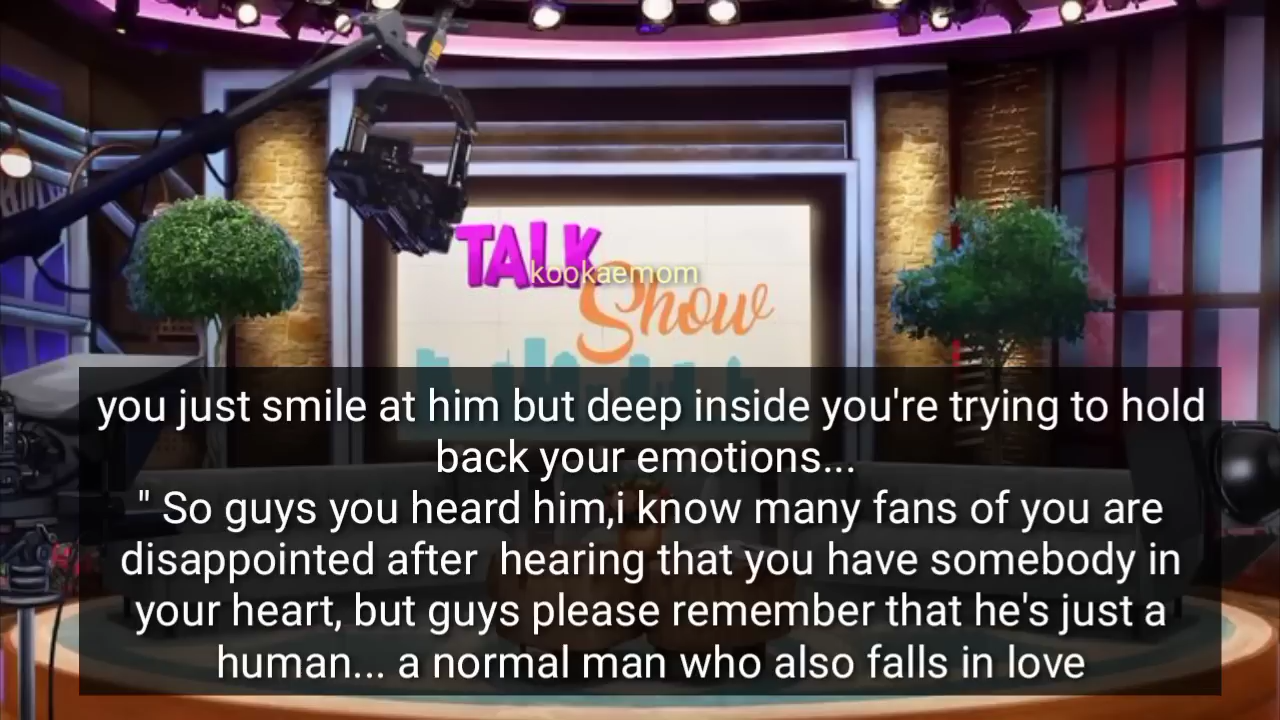 TALK
kookaemom
Show
you just smile at him but deep inside you're trying to hold
back your emotions...
" So guys you heard him,i know many fans of you are
disappointed after  hearing that you have somebody in
your heart, but guys please remember that he's just a
human... a normal man who also falls in love